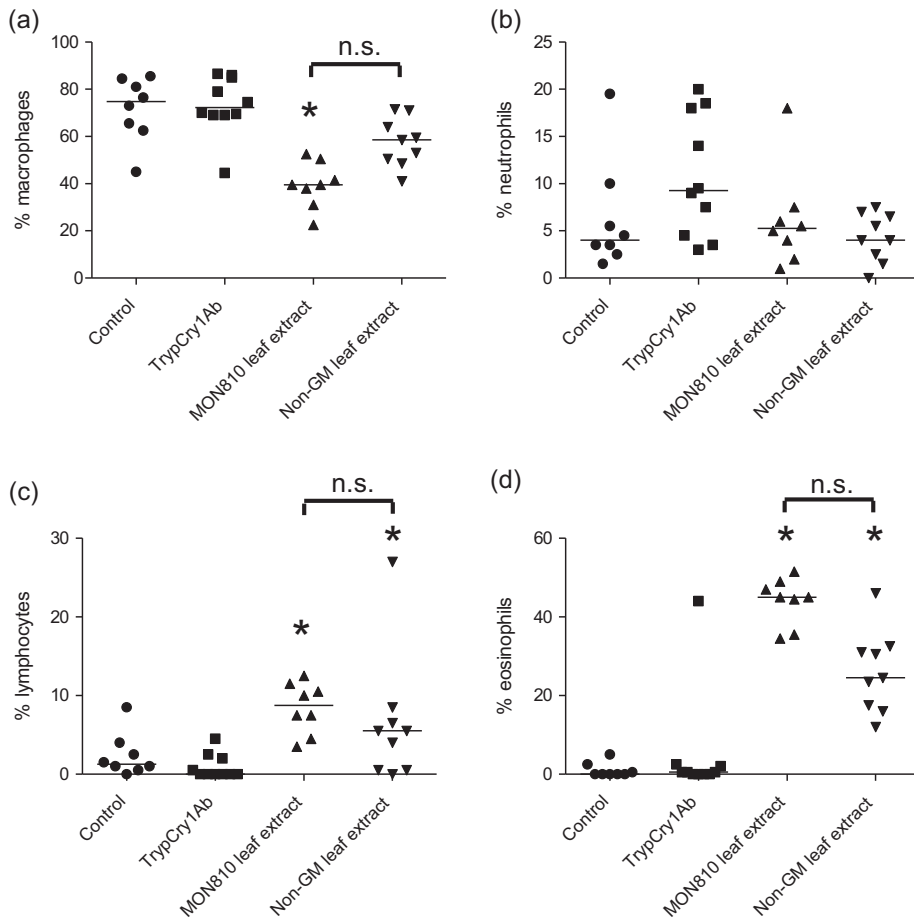 (a)
n.s.
*
% macrophages
100
80
60
40
20
0
Control
TrypCry1Ab
MON810 leaf extract
Non-GM leaf extract
(b)
% neutrophils
25
20
15
10
5
0
Control
TrypCry1Ab
MON810 leaf extract
Non-GM leaf extract
(c)
n.s.
*
*
% lymphocytes
30
20
10
0
Control
TrypCry1Ab
MON810 leaf extract
Non-GM leaf extract
(d)
n.s.
* *
% eosinophils
60
40
20
0
Control
TrypCry1Ab
MON810 leaf extract
Non-GM leaf extract